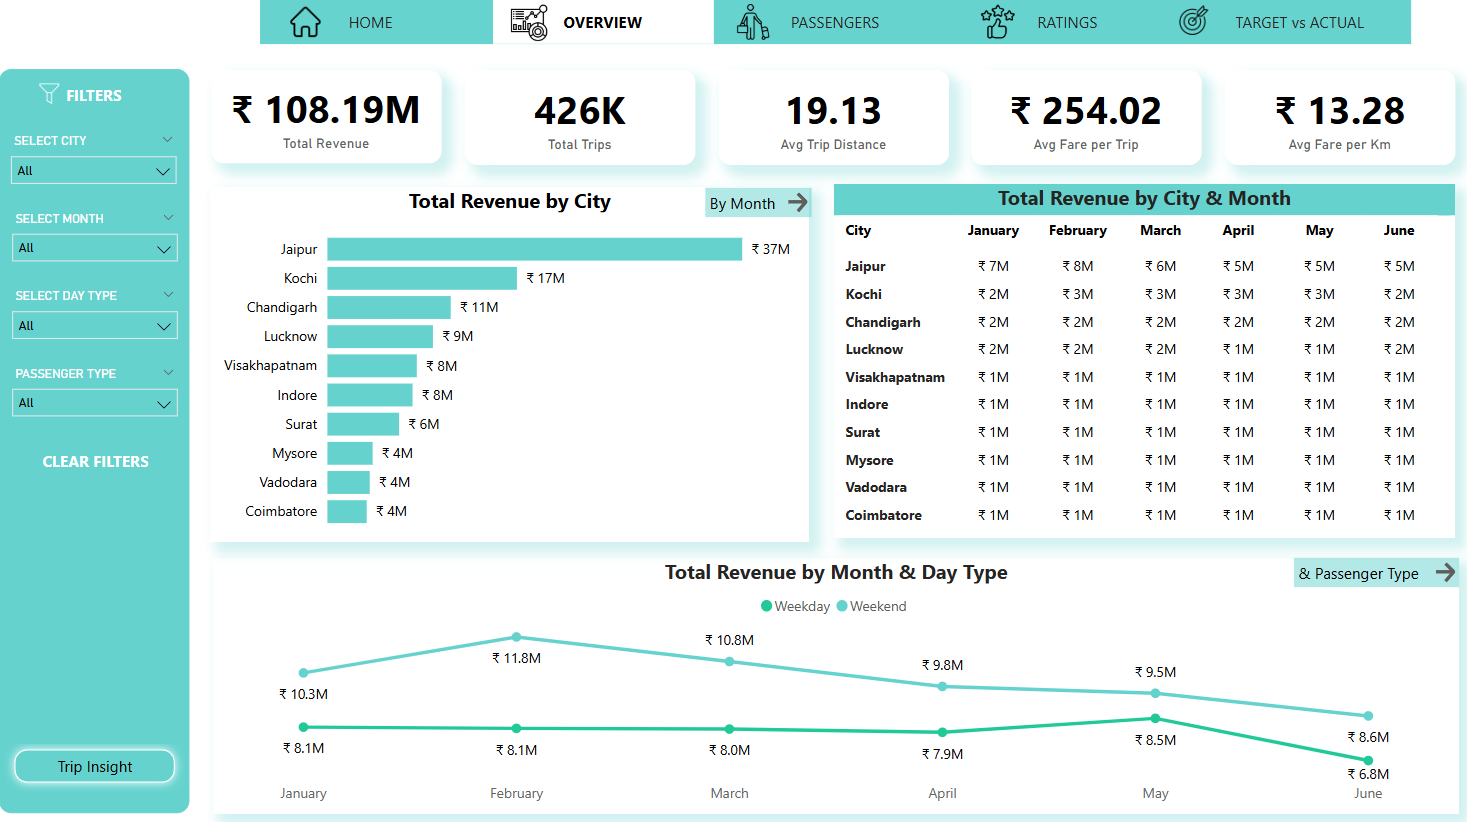 HOME
OVERVIEW
PASSENGERS
RATINGS
TARGET vs ACTUAL
FILTERS
SELECT CITY
All
SELECT MONTH
All
SELECT DAY TYPE
All
PASSENGER TYPE
All
CLEAR FILTERS
Trip Insight
₹ 108.19M
Total Revenue
426K
Total Trips
19.13
Avg Trip Distance
₹ 254.02
Avg Fare per Trip
₹ 13.28
Avg Fare per Km
Total Revenue by City
By Month
Jaipur ₹ 37M
Kochi ₹ 17M
Chandigarh ₹ 11M
Lucknow ₹ 9M
Visakhapatnam ₹ 8M
Indore ₹ 8M
Surat ₹ 6M
Mysore ₹ 4M
Vadodara ₹ 4M
Coimbatore ₹ 4M
Total Revenue by City & Month
City January February March April May June
Jaipur ₹ 7M ₹ 8M ₹ 6M ₹ 5M ₹ 5M ₹ 5M
Kochi ₹ 2M ₹ 3M ₹ 3M ₹ 3M ₹ 3M ₹ 2M
Chandigarh ₹ 2M ₹ 2M ₹ 2M ₹ 2M ₹ 2M ₹ 2M
Lucknow ₹ 2M ₹ 2M ₹ 2M ₹ 1M ₹ 1M ₹ 2M
Visakhapatnam ₹ 1M ₹ 1M ₹ 1M ₹ 1M ₹ 1M ₹ 1M
Indore ₹ 1M ₹ 1M ₹ 1M ₹ 1M ₹ 1M ₹ 1M
Surat ₹ 1M ₹ 1M ₹ 1M ₹ 1M ₹ 1M ₹ 1M
Mysore ₹ 1M ₹ 1M ₹ 1M ₹ 1M ₹ 1M ₹ 1M
Vadodara ₹ 1M ₹ 1M ₹ 1M ₹ 1M ₹ 1M ₹ 1M
Coimbatore ₹ 1M ₹ 1M ₹ 1M ₹ 1M ₹ 1M ₹ 1M
Total Revenue by Month & Day Type
& Passenger Type
Weekday Weekend
₹ 10.3M ₹ 11.8M ₹ 10.8M ₹ 9.8M ₹ 9.5M ₹ 8.6M
₹ 8.1M ₹ 8.1M ₹ 8.0M ₹ 7.9M ₹ 8.5M ₹ 6.8M
January February March April May June